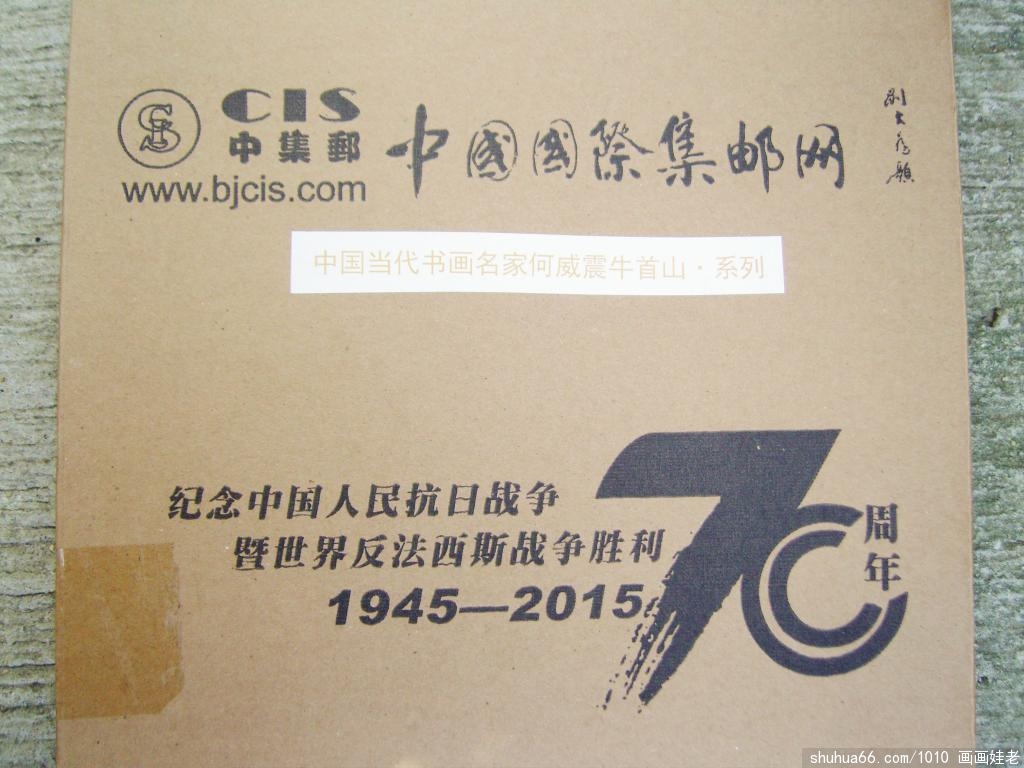 CIS
中集郵
www.bjcis.com
中國國際集邮网
中国当代书画名家何威震牛首山·系列
纪念中国人民抗日战争
暨世界反法西斯战争胜利
1945—2015
70
周年
shuhua66.com/1010 画画娃老